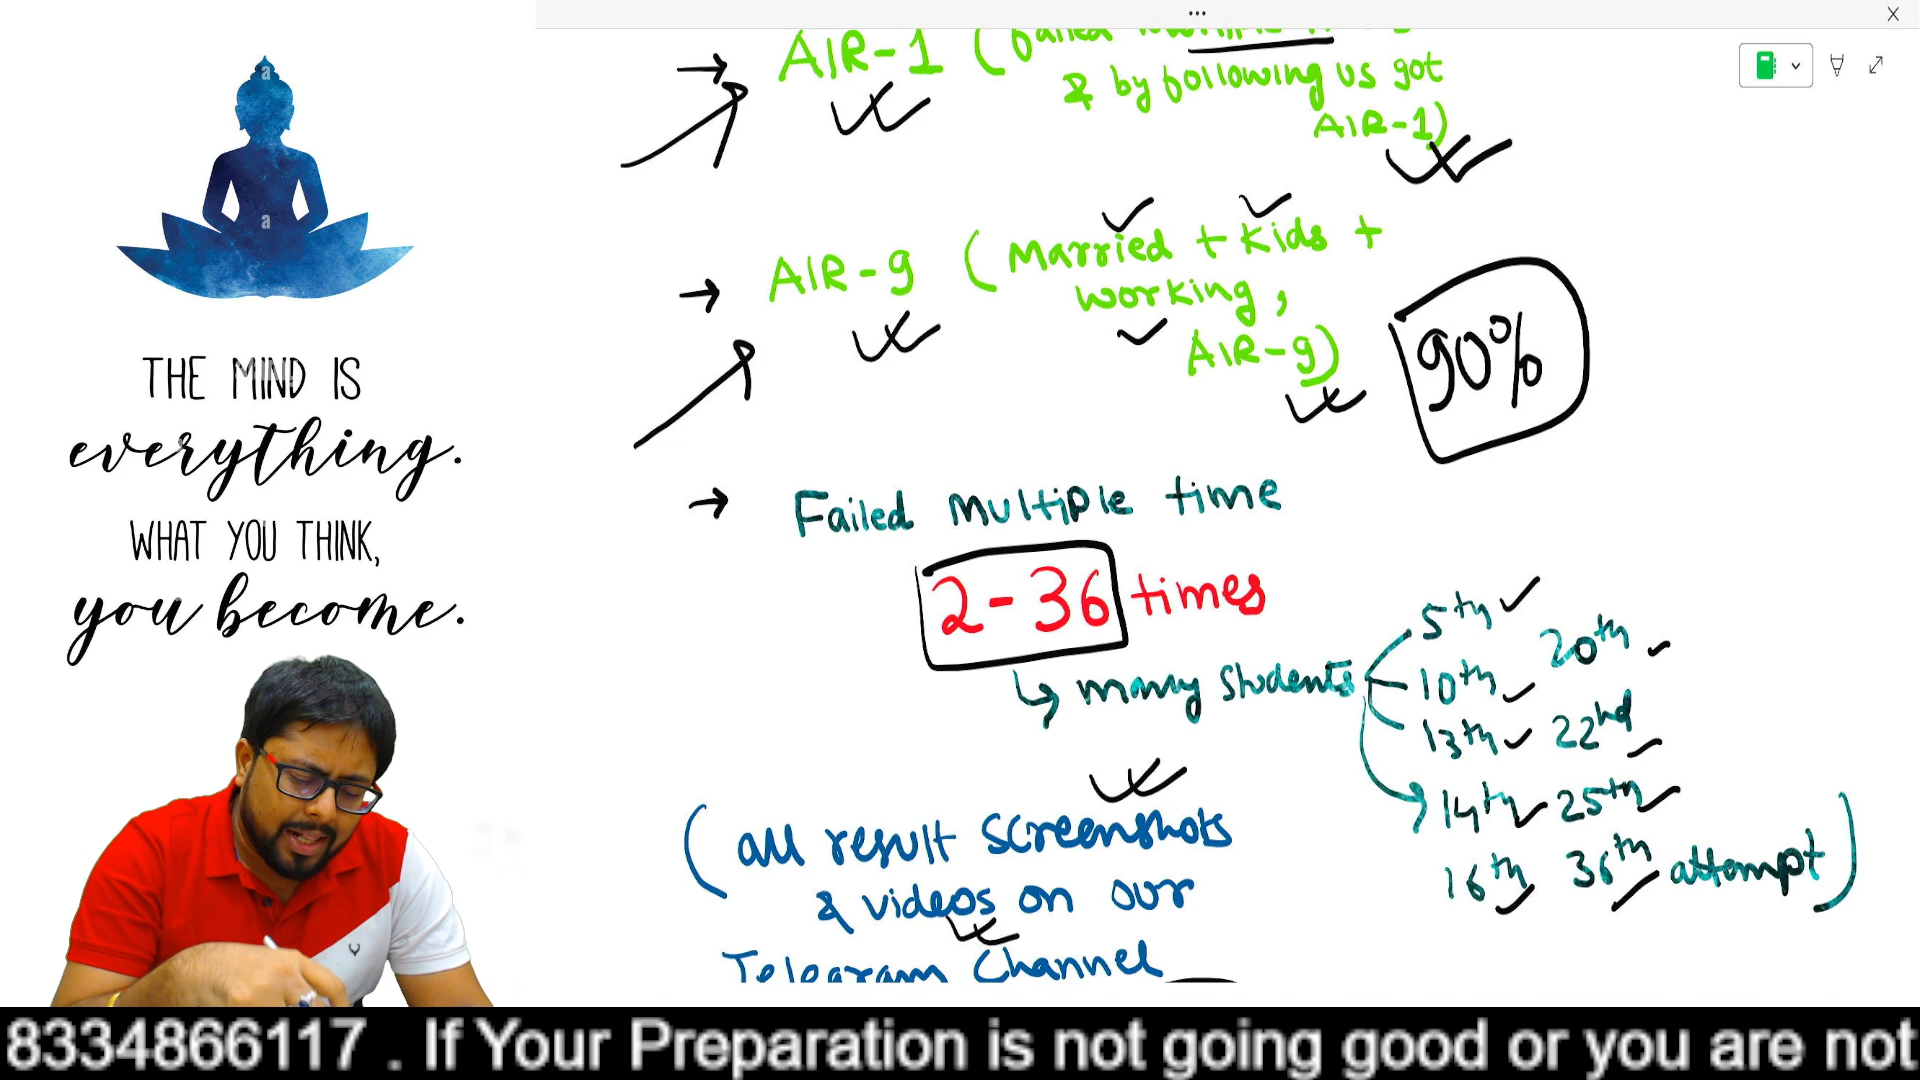 THE MIND IS
everything.
WHAT YOU THINK,
you become.
→ AIR-1 (Failed multiple
& by following us got
AIR-1)
→ AIR-9 (Married + Kids +
working,
AIR-9)
90%
→ Failed multiple time
2-36 times
↳ many students
5th 20th
10th
13th 22nd
14th 25th
16th 36th attempt)
(all result screenshots
& videos on our
Telegram Channel
8334866117 . If Your Preparation is not going good or you are not